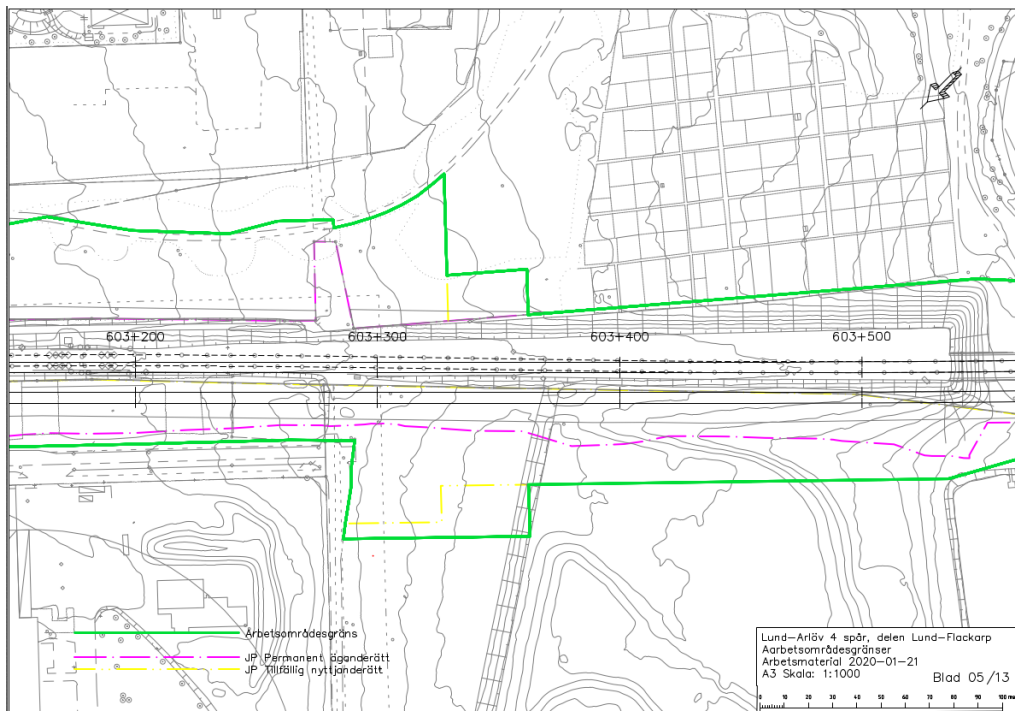 603+200
603+300
603+400
603+500
Arbetsområdesgräns
JP Permanent äganderätt
JP Tillfällig nyttjanderätt
Lund-Arlöv 4 spår, delen Lund-Flackarp
Aarbetsområdesgränser
Arbetsmaterial 2020-01-21
A3 Skala: 1:1000
Blad 05/13
0 10 20 30 40 50 60 70 80 90 100